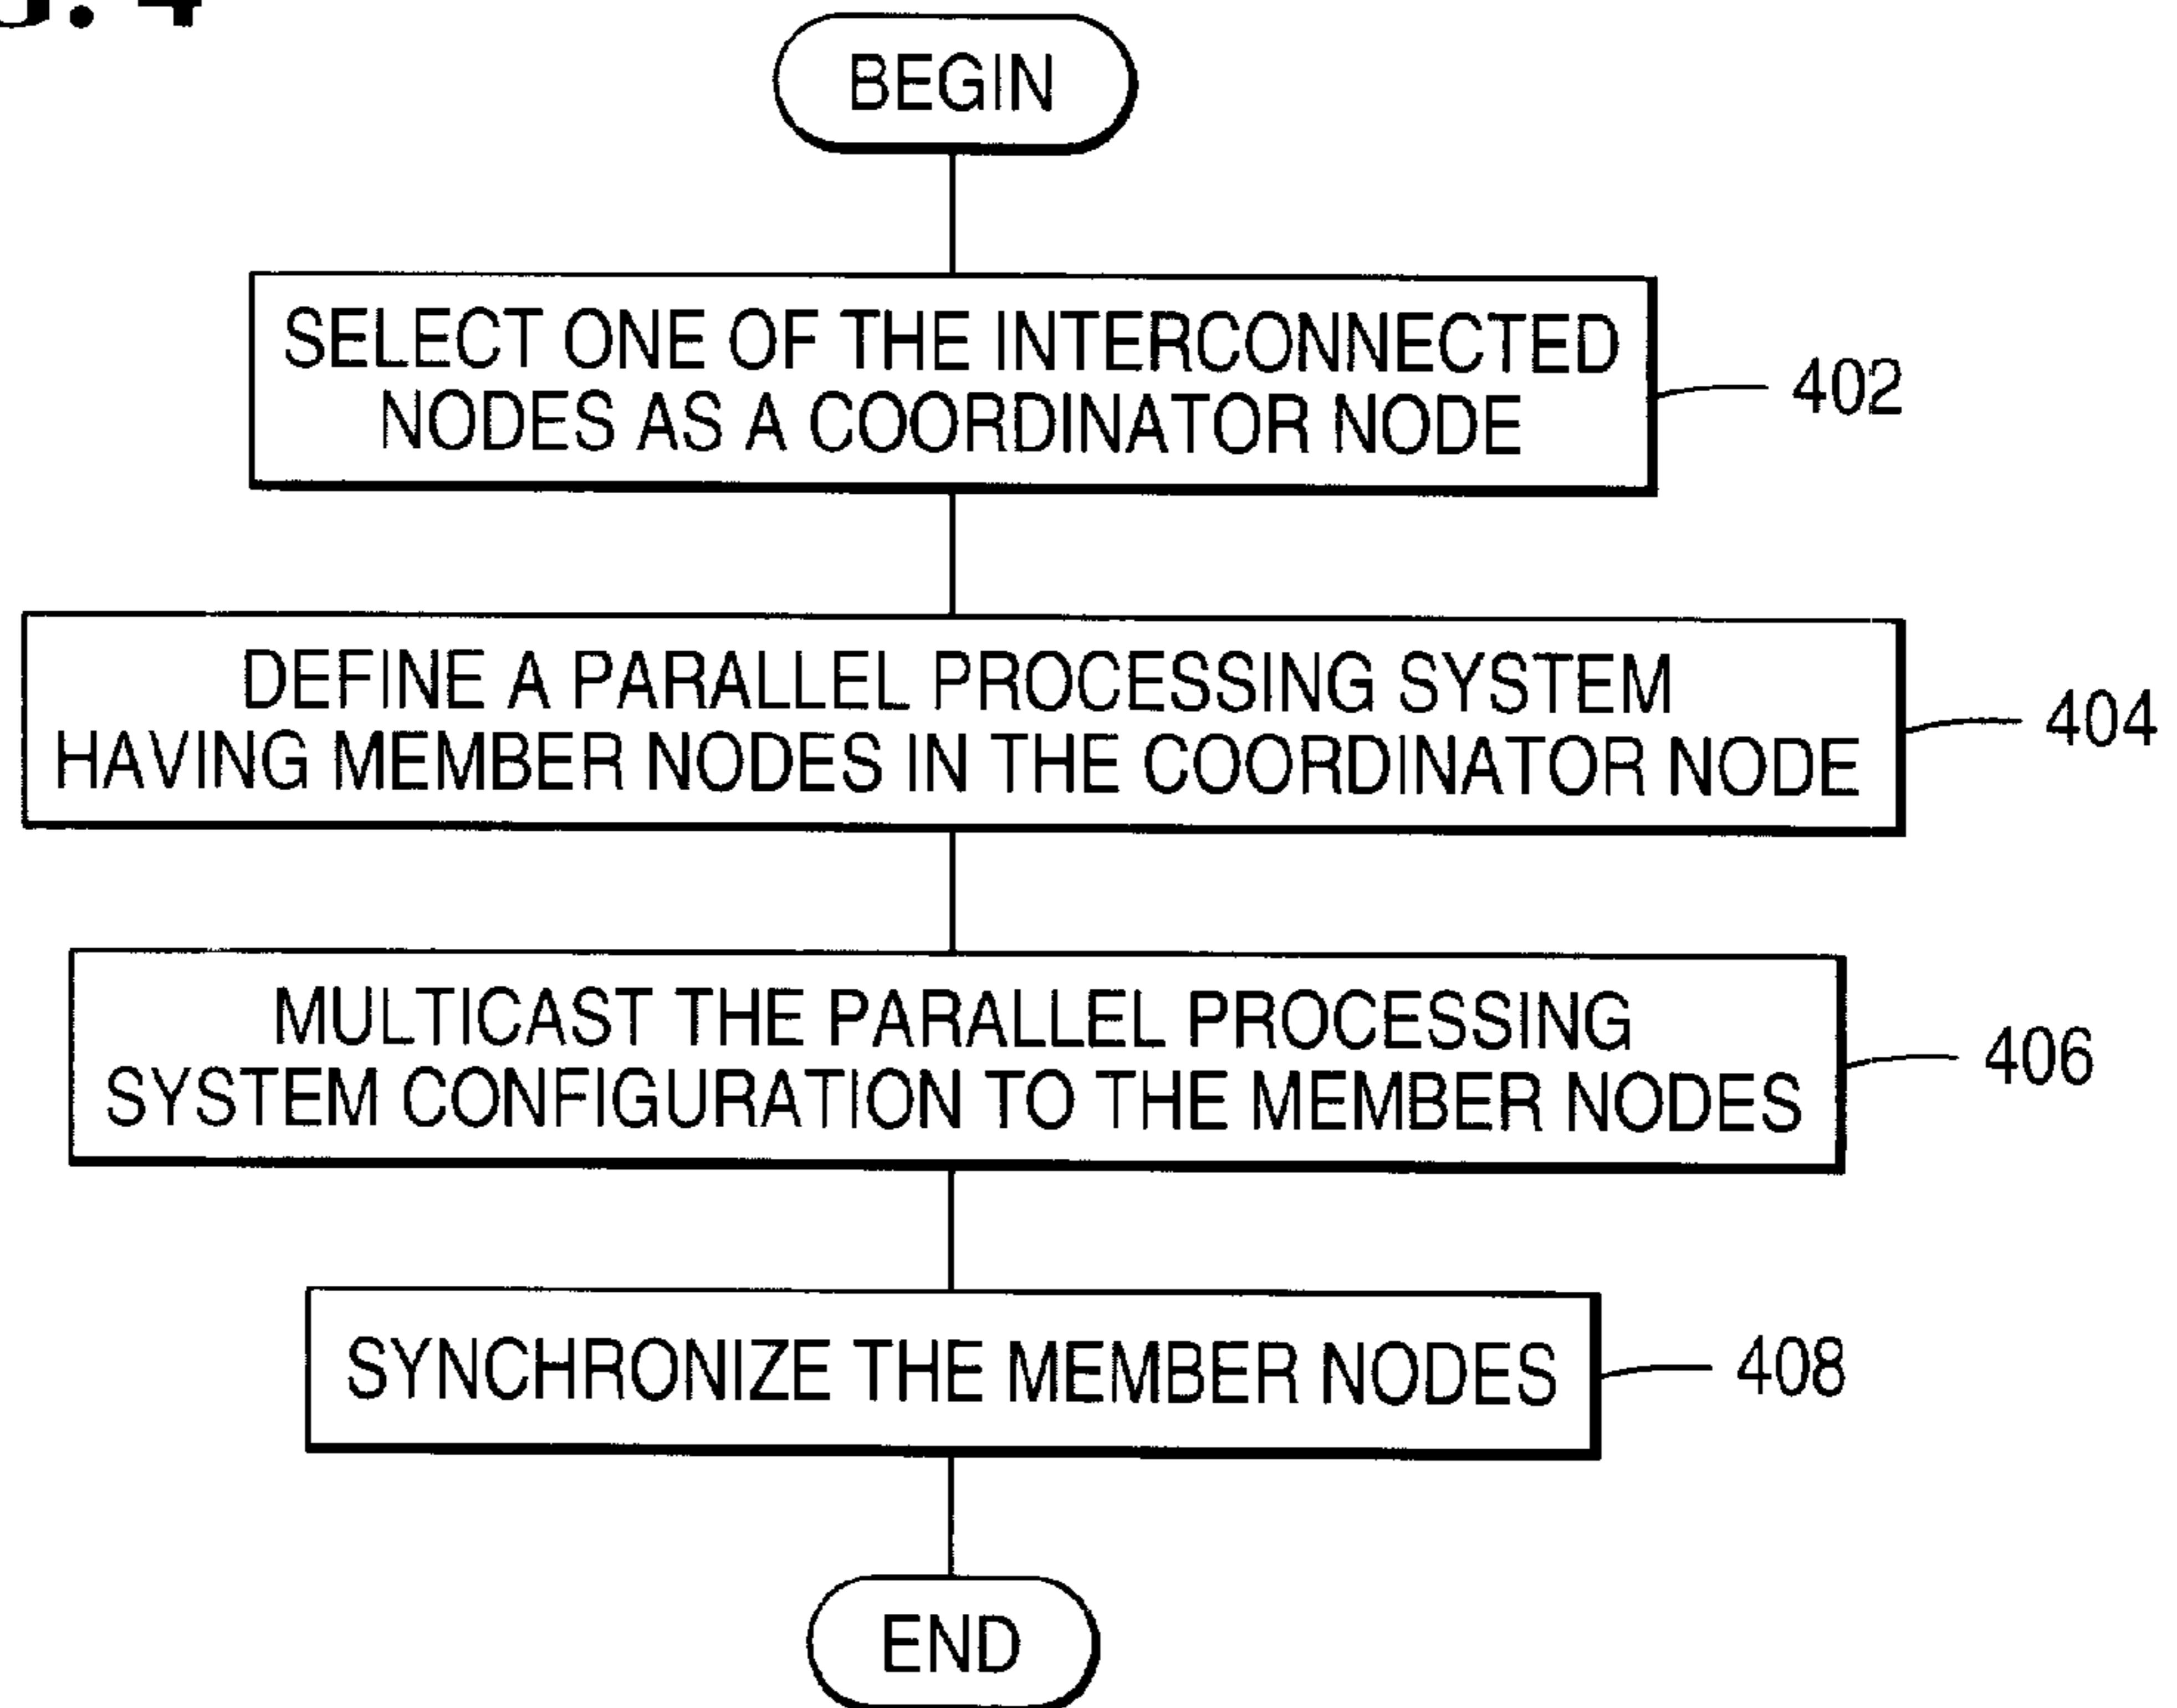 BEGIN
SELECT ONE OF THE INTERCONNECTED
NODES AS A COORDINATOR NODE
402
DEFINE A PARALLEL PROCESSING SYSTEM
HAVING MEMBER NODES IN THE COORDINATOR NODE
404
MULTICAST THE PARALLEL PROCESSING
SYSTEM CONFIGURATION TO THE MEMBER NODES
406
SYNCHRONIZE THE MEMBER NODES
408
END